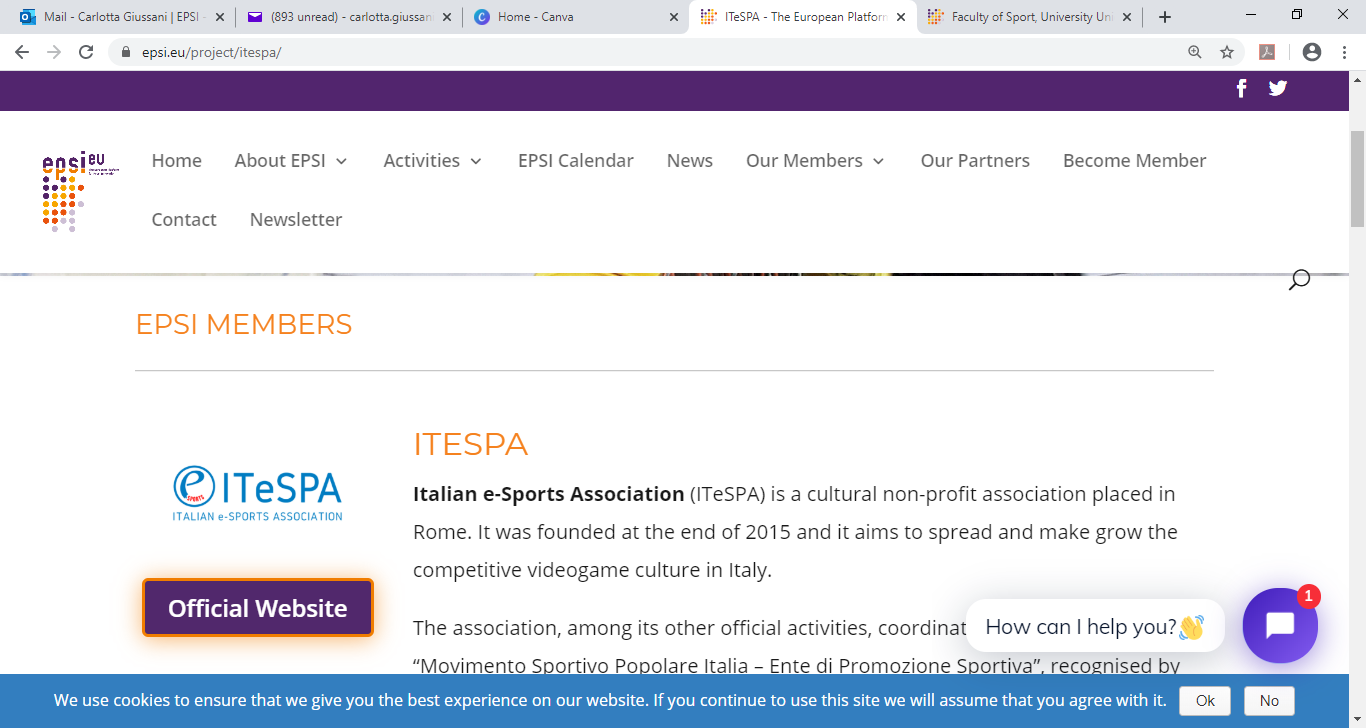 Mail - Carlotta Giussani | EPSI -
(893 unread) - carlotta.giussan
Home - Canva
ITeSPA - The European Platform
Faculty of Sport, University Uni
epsi.eu/project/itespa/
epsi eu
Home
About EPSI
Activities
EPSI Calendar
News
Our Members
Our Partners
Become Member
Contact
Newsletter
EPSI MEMBERS
ITESPA
e SPORTS ITeSPA
ITALIAN e-SPORTS ASSOCIATION
Official Website
Italian e-Sports Association (ITeSPA) is a cultural non-profit association placed in
Rome. It was founded at the end of 2015 and it aims to spread and make grow the
competitive videogame culture in Italy.
The association, among its other official activities, coordinat
“Movimento Sportivo Popolare Italia – Ente di Promozione Sportiva”, recognised by
How can I help you?👋
1
We use cookies to ensure that we give you the best experience on our website. If you continue to use this site we will assume that you agree with it.
Ok
No